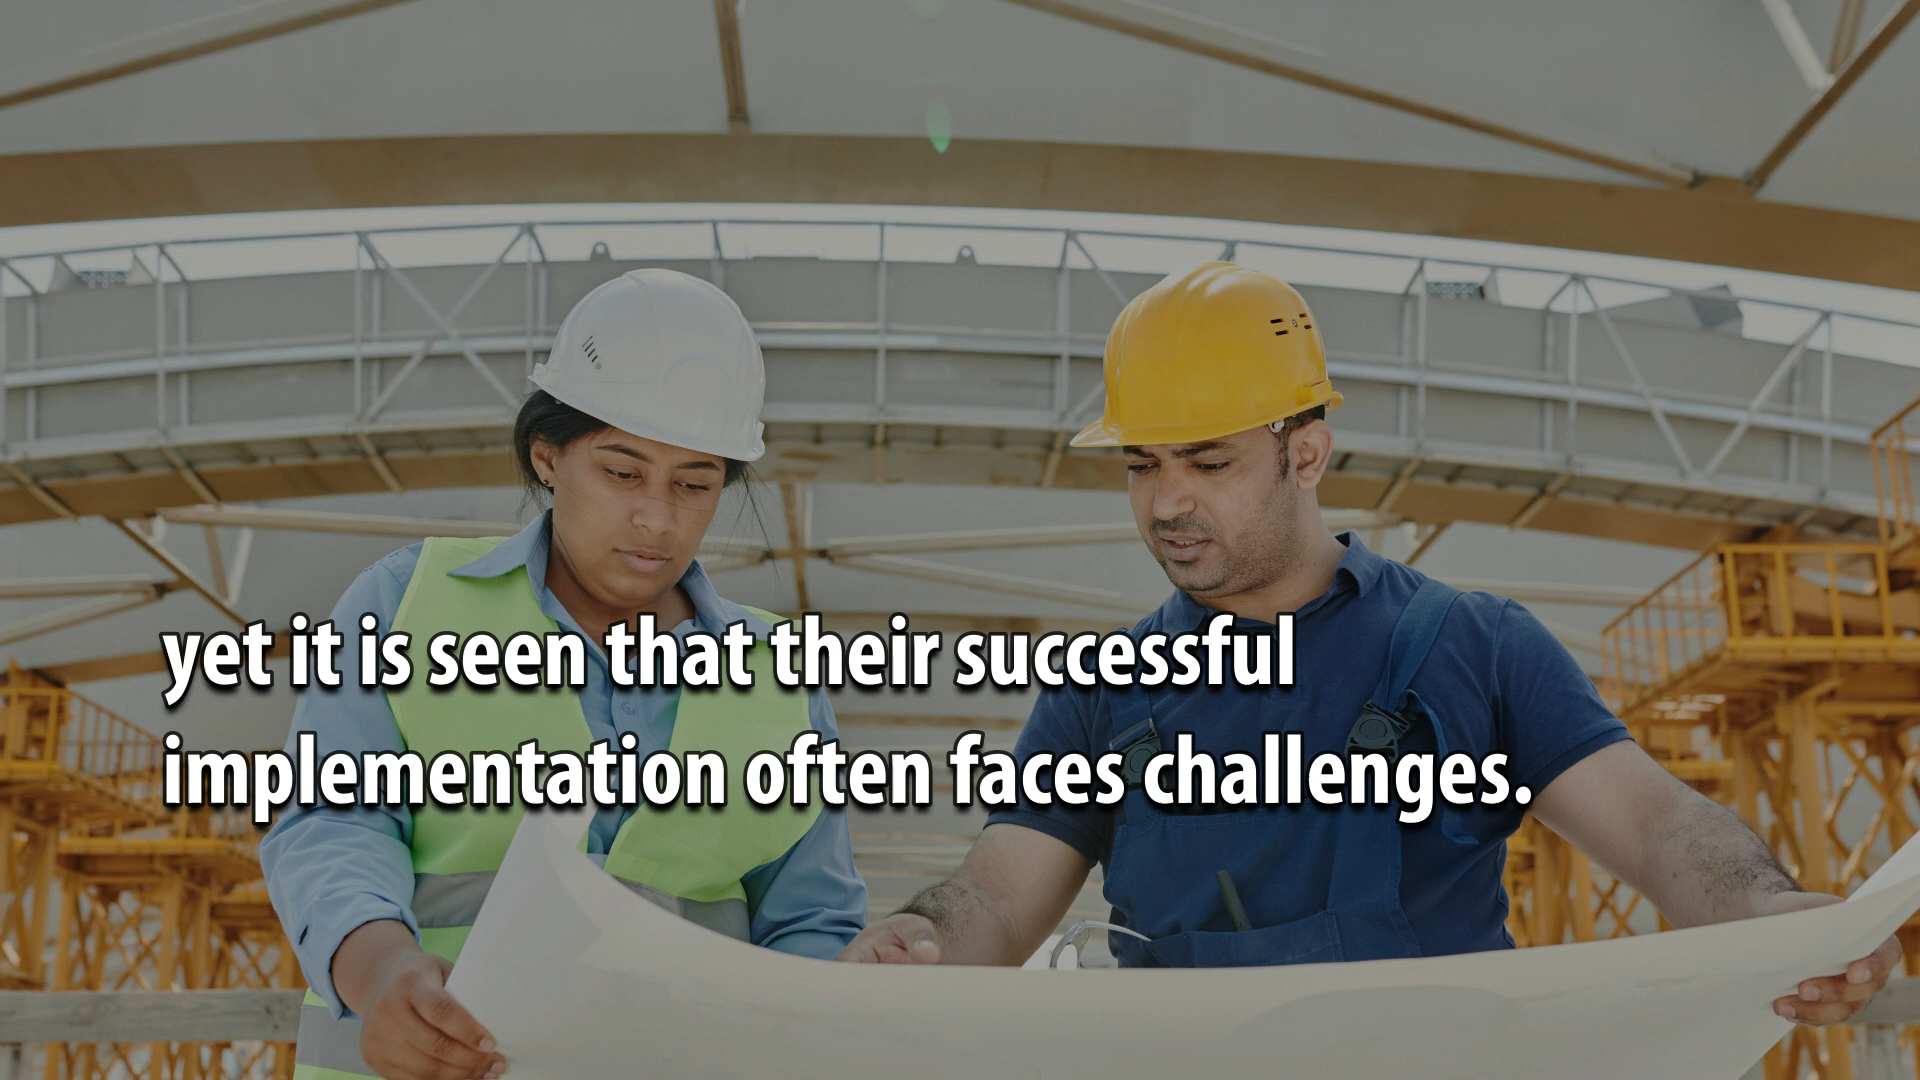 yet it is seen that their successful
implementation often faces challenges.